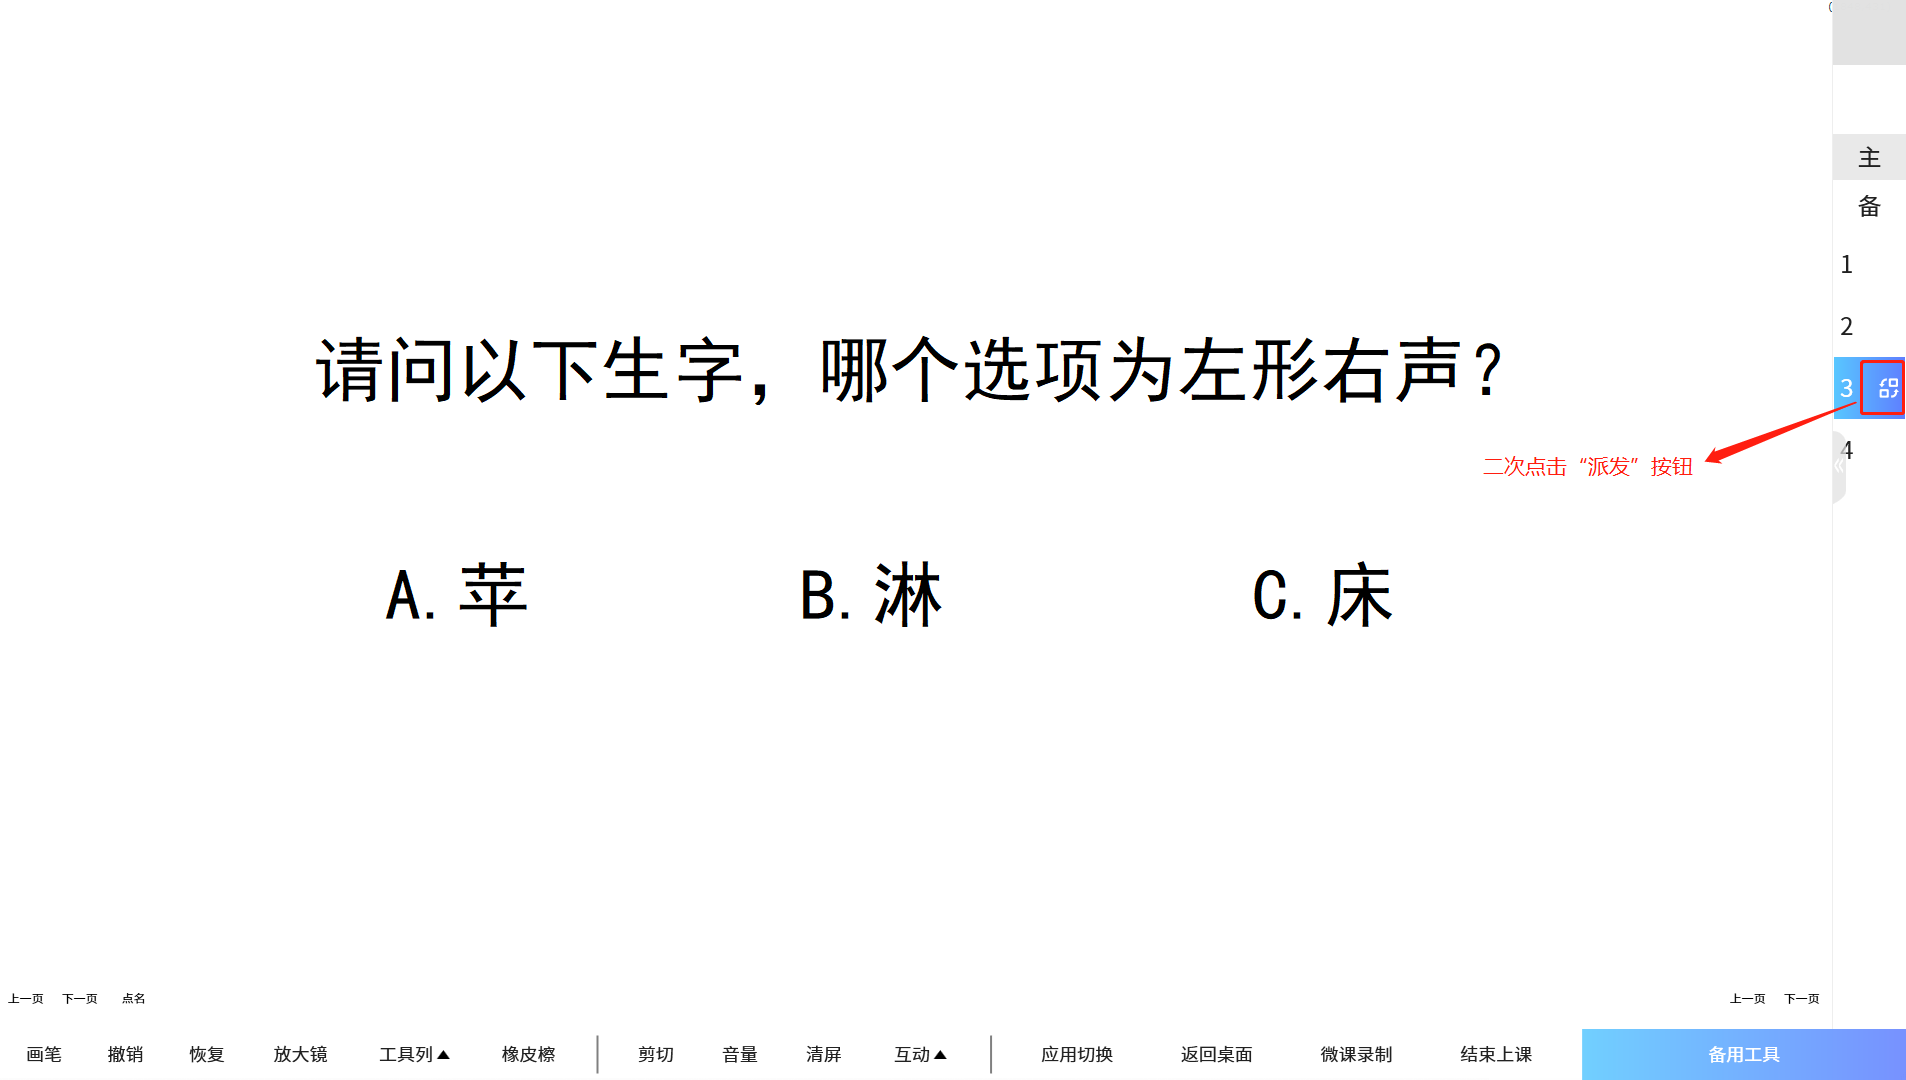 主
备
1
2
请问以下生字，哪个选项为左形右声？
3
4
二次点击“派发”按钮
A.苹
B.淋
C.床
上一页 下一页 点名
上一页 下一页
画笔 撤销 恢复 放大镜 工具列▲ 橡皮檫 剪切 音量 清屏 互动▲ 应用切换 返回桌面 微课录制 结束上课 备用工具